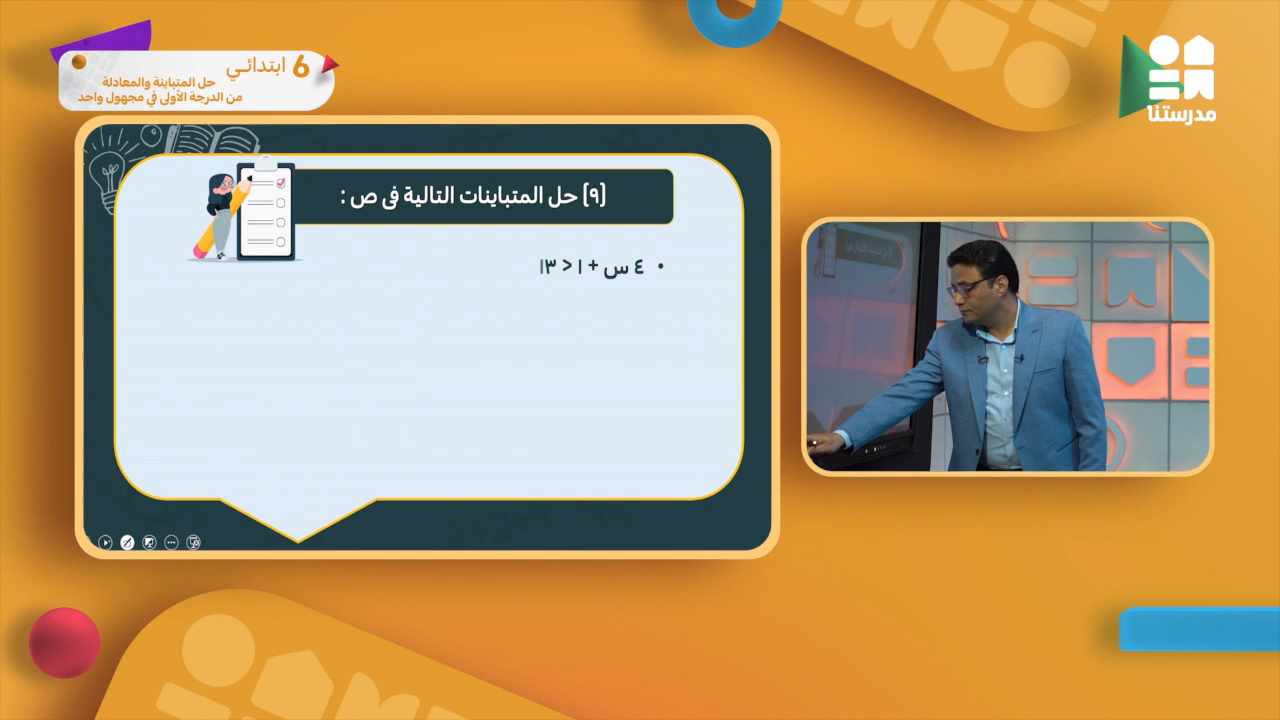 6 ابتدائي
حل المتباينة والمعادلة
من الدرجة الأولى في مجهول واحد
مدرستنا
(٩) حل المتباينات التالية فى ص :
• ٤ س + ١ < ١٣